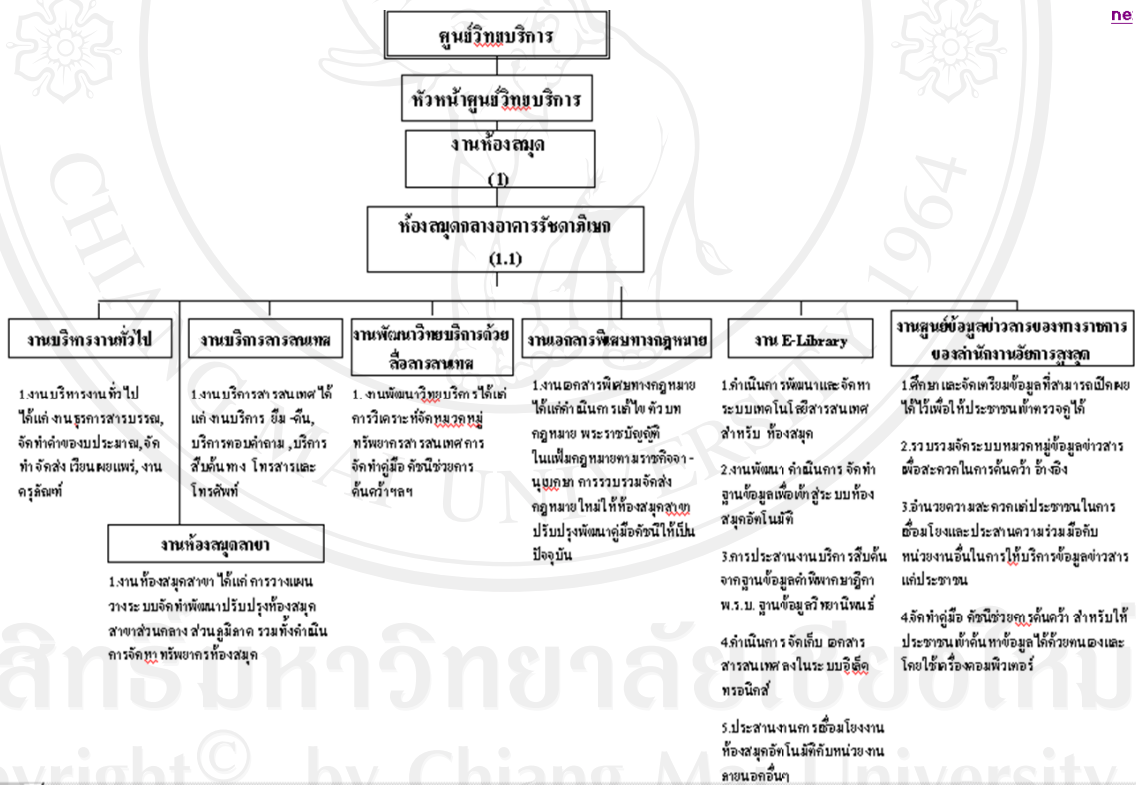 ne
ศูนย์วิทยบริการ
หัวหน้าศูนย์วิทยบริการ
งานห้องสมุด
(1)
ห้องสมุดกลางอาคารรัชดาภิเษก
(1.1)
งานบริหารงานทั่วไป
1.งานบริหารงานทั่วไป
ได้แก่ งานธุรการสารบรรณ,
จัดทำคำของบประมาณ,จัด
ทำ จัดส่ง เวียนเผยแพร่, งาน
ครุภัณฑ์
งานบริการสารสนเทศ
1.งานบริการสารสนเทศ ได้
แก่ งานบริการ ยืม -คืน,
บริการตอบคำถาม ,บริการ
สืบค้นทาง โทรสารและ
โทรศัพท์
งานห้องสมุดสาขา
1.งานห้องสมุดสาขา ได้แก่ การวางแผน
วางระบบจัดทำพัฒนาปรับปรุงห้องสมุด
สาขาส่วนกลาง ส่วนภูมิภาค รวมทั้งดำเนิน
การจัดหา ทรัพยากรห้องสมุด
งานพัฒนาวิทยบริการด้วย
สื่อสารสนเทศ
1. งานพัฒนาวิทยบริการได้แก่
การวิเคราะห์จัดหมวดหมู่
ทรัพยากรสารสนเทศ การ
จัดทำคู่มือ ดัชนีช่วยการ
ค้นคว้าฯลฯ
งานเอกสารพิเศษทางกฎหมาย
1.งานเอกสารพิเศษทางกฎหมาย
ได้แก่ดำเนินการแก้ไข ตัวบท
กฎหมาย พระราชบัญญัติ
ในแฟ้มกฎหมายตามราชกิจจา -
นุเบกษา การรวบรวมจัดส่ง
กฎหมายใหม่ให้ห้องสมุดสาขา
ปรับปรุงพัฒนาคู่มือดัชนีให้เป็น
ปัจจุบัน
งาน E-Library
1.ดำเนินการพัฒนาและจัดหา
ระบบเทคโนโลยีสารสนเทศ
สำหรับ ห้องสมุด
2.งานพัฒนา ดำเนินการ จัดทำ
ฐานข้อมูลเพื่อเข้าสู่ระบบห้อง
สมุดอัตโนมัติ
3.การประสานงานบริการสืบค้น
จากฐานข้อมูลคำพิพากษาฎีกา
พ.ร.บ. ฐานข้อมูลวิทยานิพนธ์
4.ดำเนินการ จัดเก็บ เอกสาร
สารสนเทศ ลงในระบบอิเล็ค
ทรอนิกส์
5.ประสานงานการเชื่อมโยงงาน
ห้องสมุดอัตโนมัติกับหน่วยงาน
ภายนอกอื่นๆ
งานศูนย์ข้อมูลข่าวสารของทางราชการ
ของสำนักงานอัยการสูงสุด
1.ศึกษาและจัดเตรียมข้อมูลที่สามารถเปิดเผย
ได้ไว้เพื่อให้ประชาชนเข้าตรวจดูได้
2.รวบรวมจัดระบบหมวดหมู่ข้อมูลข่าวสาร
เพื่อสะดวกในการค้นคว้า อ้างอิง
3.อำนวยความสะดวกแก่ประชาชนในการ
เชื่อมโยงและประสานความร่วมมือกับ
หน่วยงานอื่นในการให้บริการข้อมูลข่าวสาร
แก่ประชาชน
4.จัดทำคู่มือ ดัชนีช่วยการค้นคว้า สำหรับให้
ประชาชนเข้าค้นหาข้อมูลได้ด้วยตนเองและ
โดยใช้เครื่องคอมพิวเตอร์
CHIANG MAI UNIVERSITY 1964
ลิขสิทธิ์มหาวิทยาลัยเชียงใหม่
Copyright© by Chiang Mai University